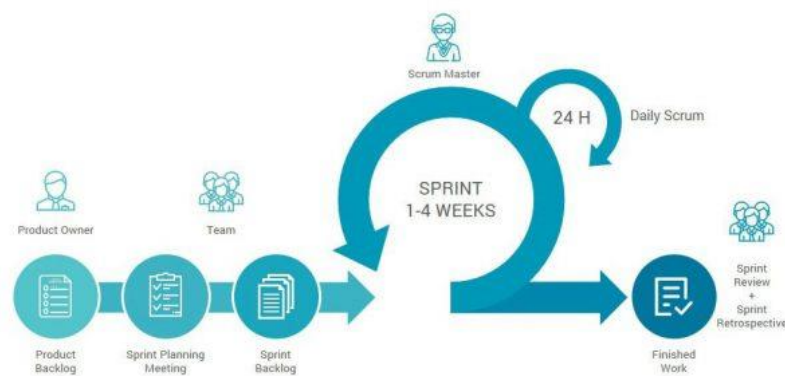 Scrum Master
24 H
Daily Scrum
SPRINT
1-4 WEEKS
Product Owner
Team
Sprint
Review
+
Sprint
Retrospective
Product
Backlog
Sprint Planning
Meeting
Sprint
Backlog
Finished
Work